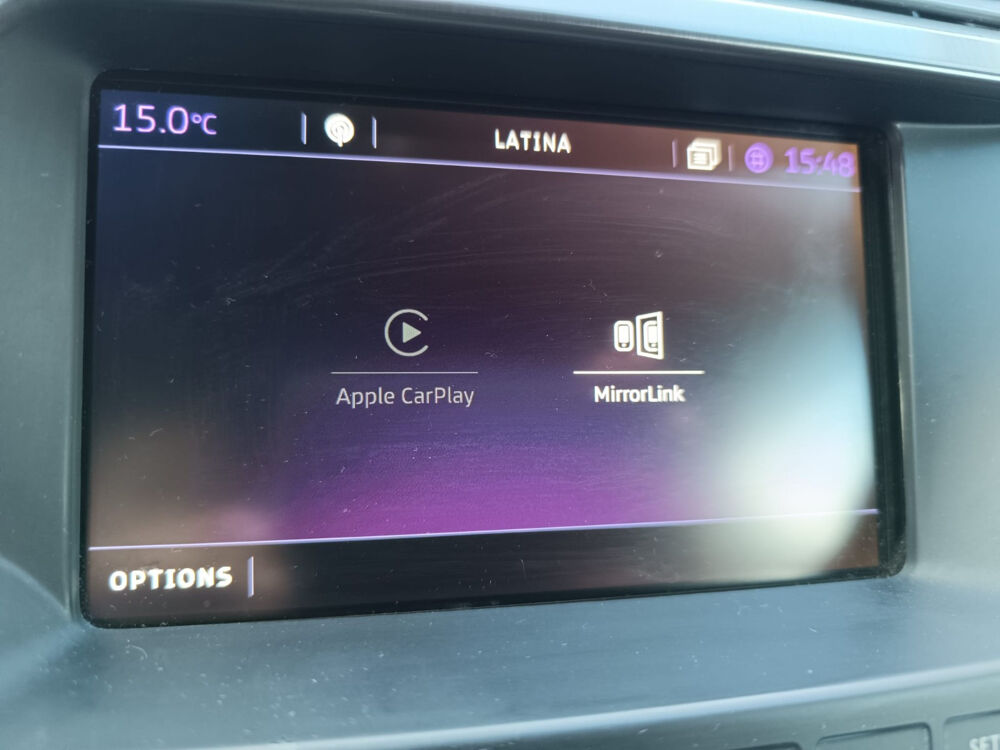 15.0°C
LATINA
15:48
Apple CarPlay
MirrorLink
OPTIONS